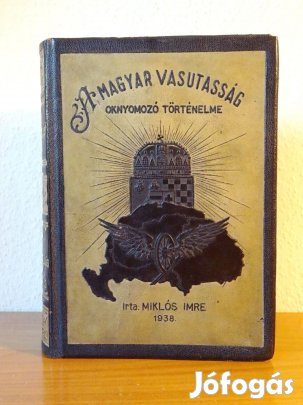 A MAGYAR VASUTASSÁG
OKNYOMOZÓ TÖRTÉNELME
Irta: MIKLÓS IMRE
1938.
Jófogás